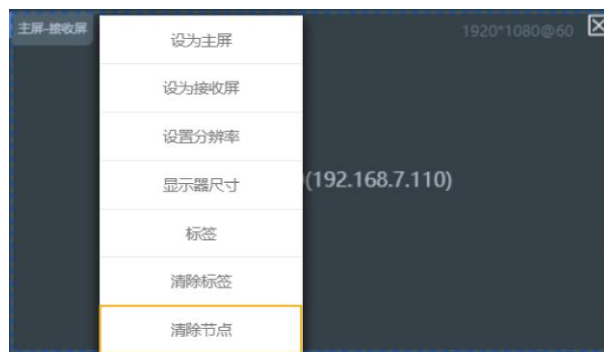 主屏-接收屏
1920*1080@60
设为主屏
设为接收屏
设置分辨率
显示器尺寸
(192.168.7.110)
标签
清除标签
清除节点